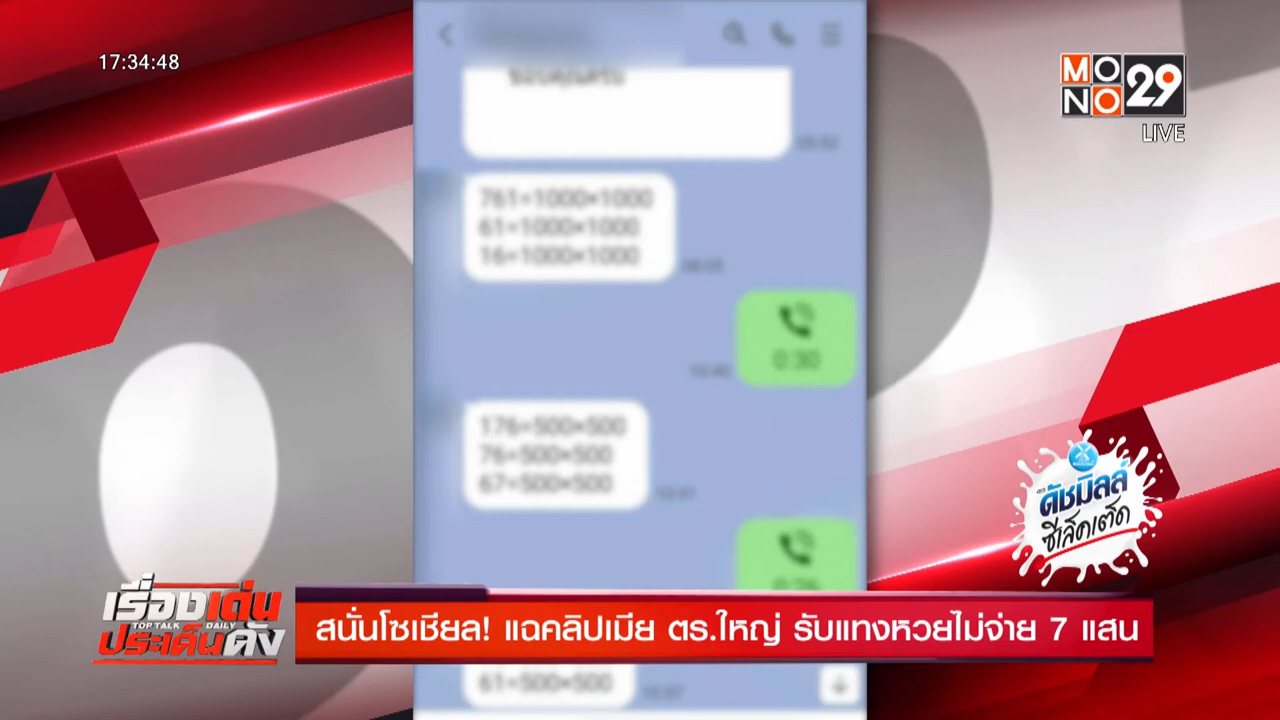 17:34:48
MONO 29
LIVE
761=1000×1000
61=1000×1000
16=1000×1000
0:30
176=500×500
76=500×500
67=500×500
ดัชมิลล์
ซีเล็คเต็ด
เรื่องเด่น
TOP TALK DAILY
ประเด็นดัง
สนั่นโซเชียล! แฉคลิปเมีย ตร.ใหญ่ รับแทงหวยไม่จ่าย 7 แสน
61=500×500